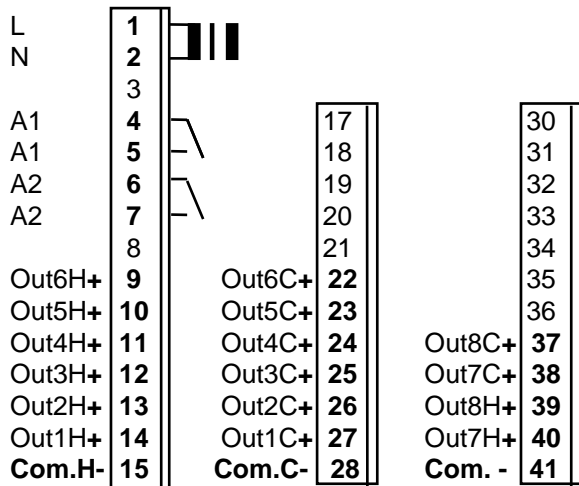 L 1
N 2
3
A1 4 17 30
A1 5 18 31
A2 6 19 32
A2 7 20 33
8 21 34
Out6H+ 9 Out6C+ 22 35
Out5H+ 10 Out5C+ 23 36
Out4H+ 11 Out4C+ 24 Out8C+ 37
Out3H+ 12 Out3C+ 25 Out7C+ 38
Out2H+ 13 Out2C+ 26 Out8H+ 39
Out1H+ 14 Out1C+ 27 Out7H+ 40
Com.H- 15 Com.C- 28 Com. - 41